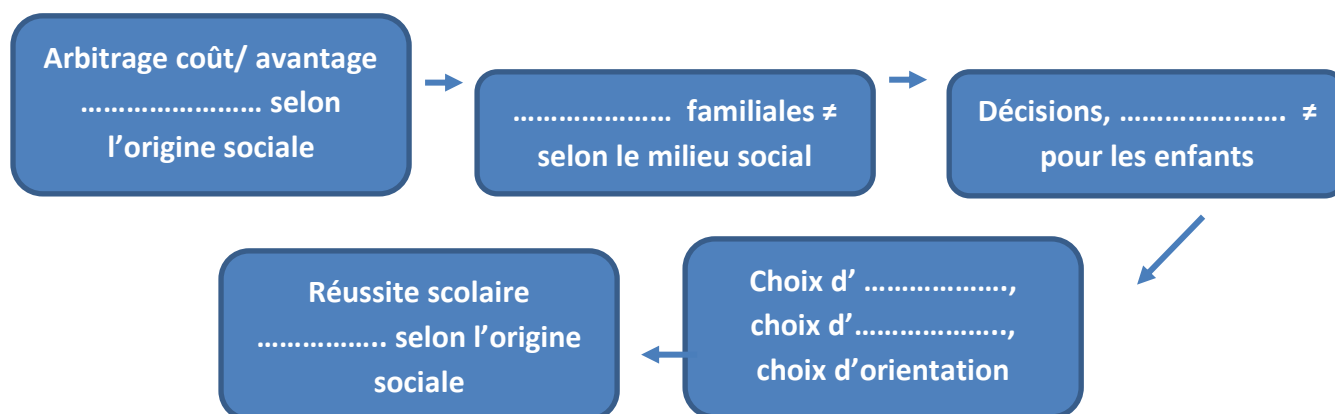 Arbitrage coût/ avantage
…………………… selon
l’origine sociale
………………… familiales ≠
selon le milieu social
Décisions, …………………. ≠
pour les enfants
Choix d’ ……………….,
choix d’………………..,
choix d’orientation
Réussite scolaire
…………….. selon l’origine
sociale